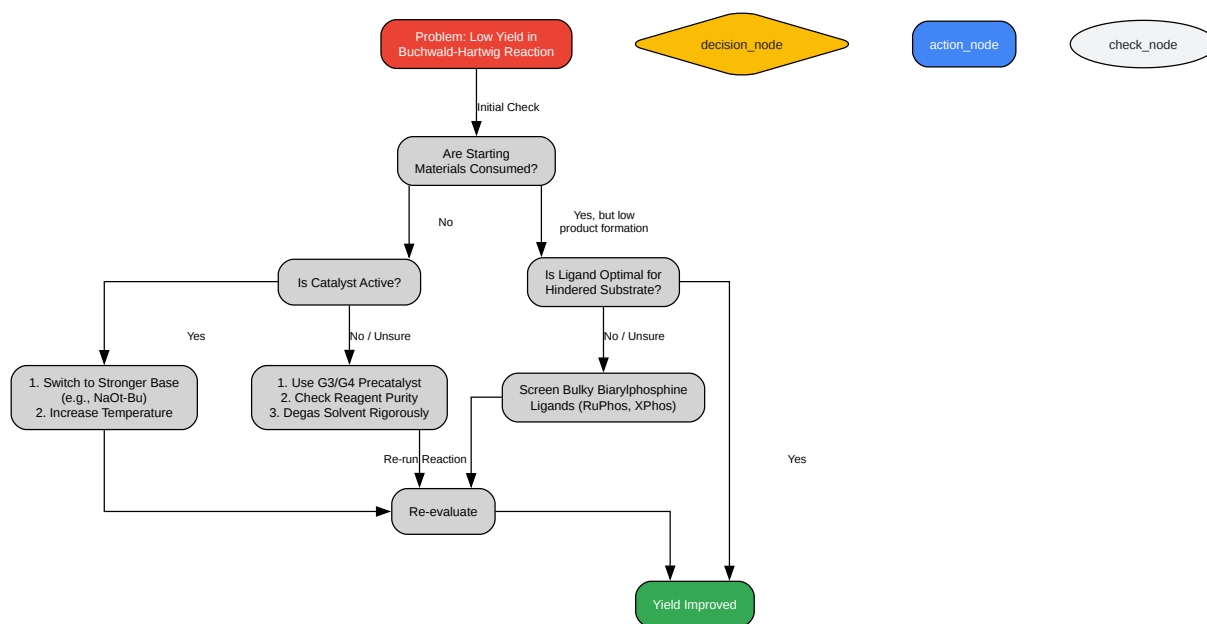 Problem: Low Yield in
Buchwald-Hartwig Reaction
decision_node
action_node
check_node
Initial Check
Are Starting
Materials Consumed?
No
Yes, but low
product formation
Is Catalyst Active?
Is Ligand Optimal for
Hindered Substrate?
Yes
No / Unsure
No / Unsure
1. Switch to Stronger Base
(e.g., NaOt-Bu)
2. Increase Temperature
1. Use G3/G4 Precatalyst
2. Check Reagent Purity
3. Degas Solvent Rigorously
Screen Bulky Biarylphosphine
Ligands (RuPhos, XPhos)
Re-run Reaction
Yes
Re-evaluate
Yield Improved